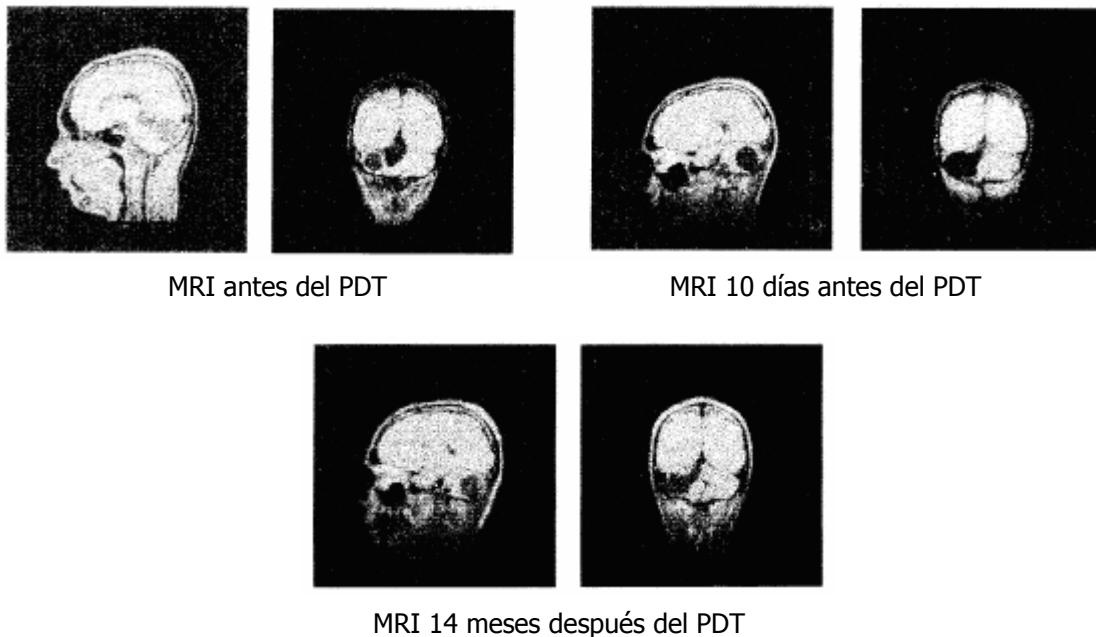 MRI antes del PDT
MRI 10 días antes del PDT
MRI 14 meses después del PDT